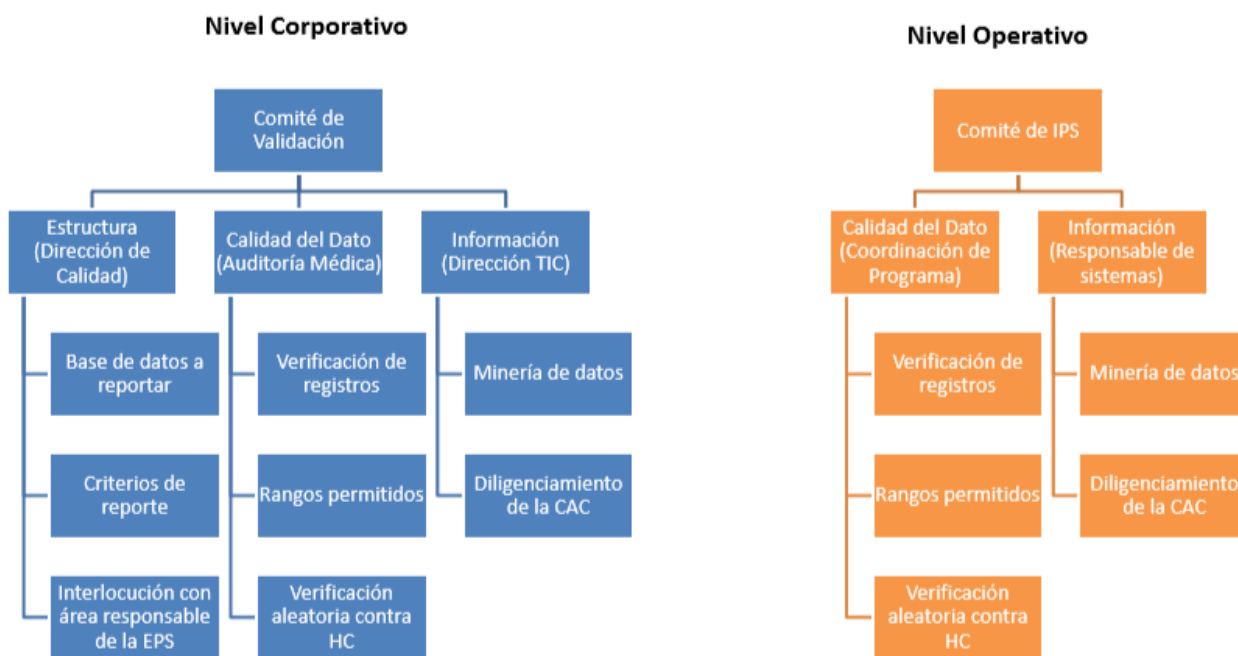 Nivel Corporativo
Comité de
Validación
Estructura
(Dirección de
Calidad)
Base de datos a
reportar
Criterios de
reporte
Interlocución con
área responsable
de la EPS
Calidad del Dato
(Auditoría Médica)
Verificación de
registros
Rangos permitidos
Verificación
aleatoria contra
HC
Información
(Dirección TIC)
Minería de datos
Diligenciamiento
de la CAC
Nivel Operativo
Comité de IPS
Calidad del Dato
(Coordinación de
Programa)
Verificación de
registros
Rangos permitidos
Verificación
aleatoria contra
HC
Información
(Responsable de
sistemas)
Minería de datos
Diligenciamiento
de la CAC